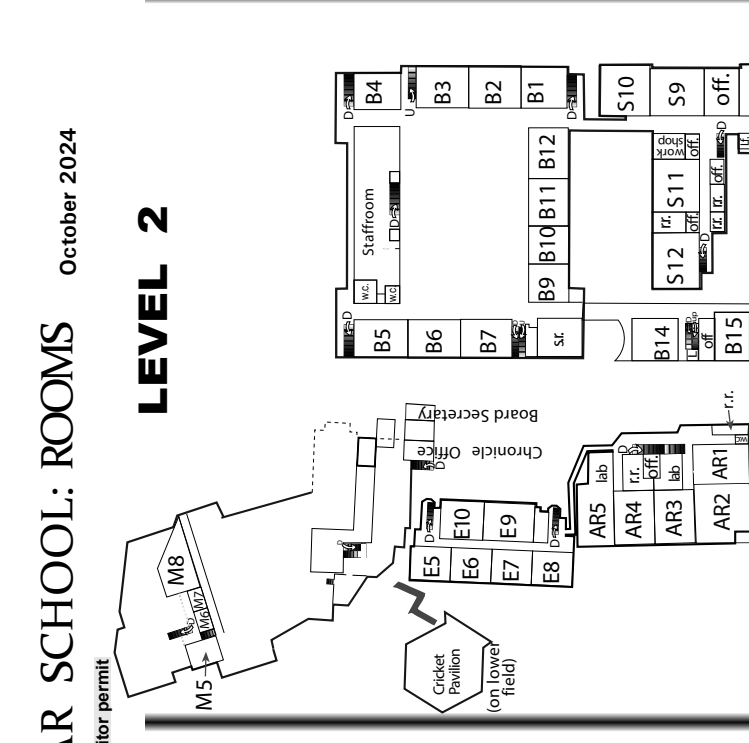 AR SCHOOL: ROOMS
October 2024
itor permit
LEVEL 2
B4
B3
B2
B1
S10
S9
off.
D
U
D
D
Staffroom
D
w.c.
w.c.
B12
B11
B10
B9
work
shop
off.
S11
r.r.
off.
S12
off.
r.r.
r.r.
D
D
B5
B6
B7
s.r.
D
D
U
B14
L
D
up
off
B15
Board Secretary
Chronicle Office
D
r.r.
w.c.
lab
r.r.
off.
lab
D
AR1
AR5
AR4
AR3
AR2
E10
E9
D
D
E5
E6
E7
E8
M8
M7
M6
D
M5
D
Cricket
Pavilion
(on lower
field)